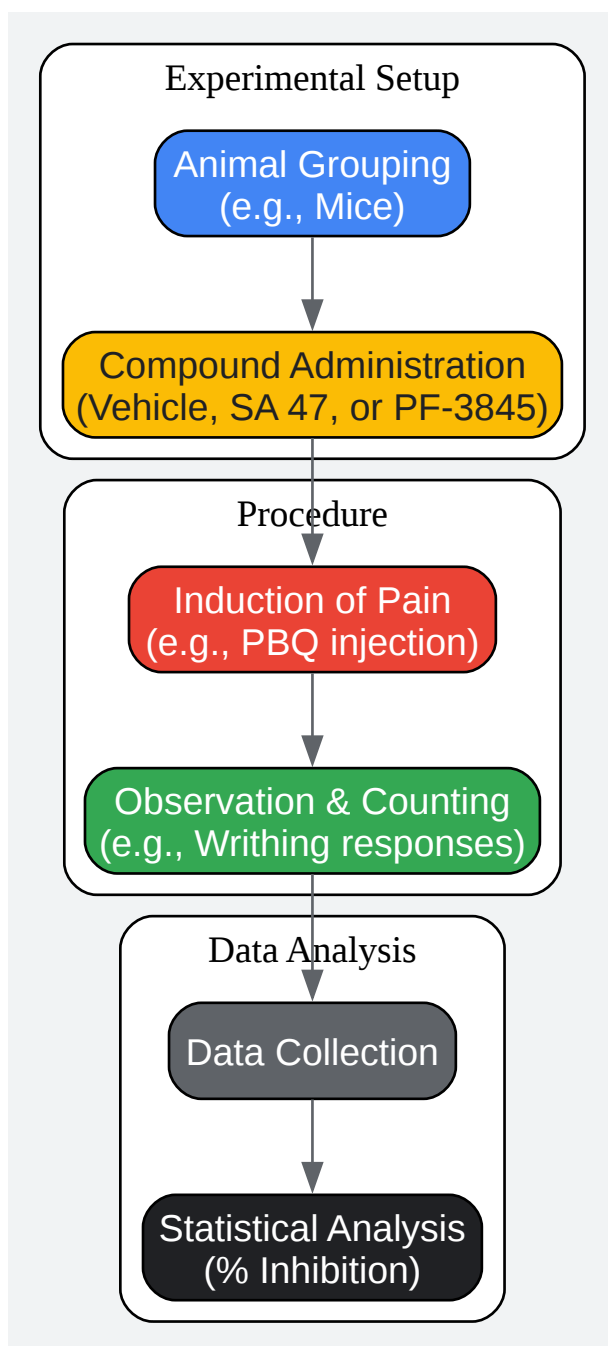 Experimental Setup
Animal Grouping
(e.g., Mice)
Compound Administration
(Vehicle, SA 47, or PF-3845)
Procedure
Induction of Pain
(e.g., PBQ injection)
Observation & Counting
(e.g., Writhing responses)
Data Analysis
Data Collection
Statistical Analysis
(% Inhibition)